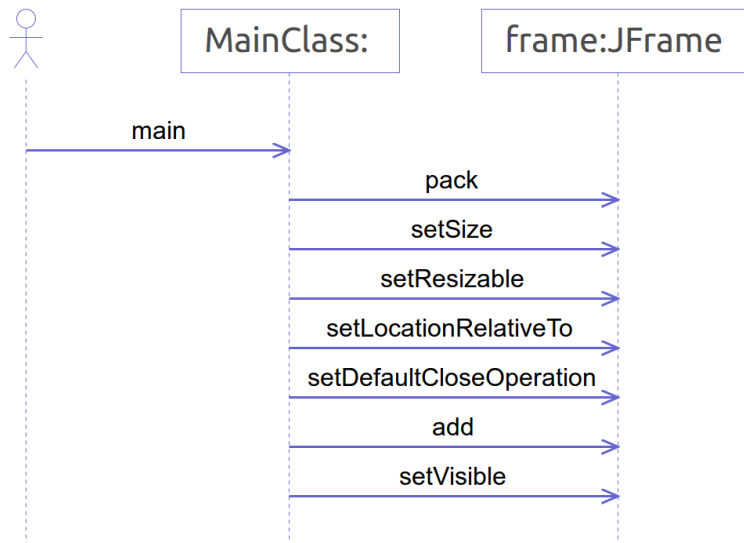 MainClass:
frame:JFrame
main
pack
setSize
setResizable
setLocationRelativeTo
setDefaultCloseOperation
add
setVisible